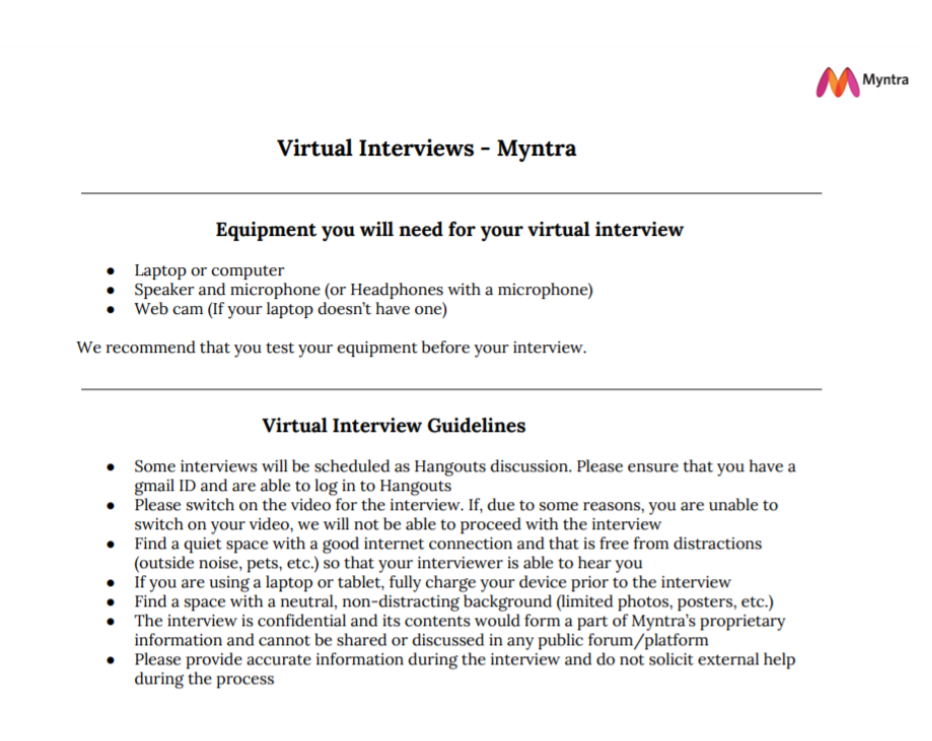 Myntra
Virtual Interviews - Myntra
Equipment you will need for your virtual interview
● Laptop or computer
● Speaker and microphone (or Headphones with a microphone)
● Web cam (If your laptop doesn't have one)
We recommend that you test your equipment before your interview.
Virtual Interview Guidelines
● Some interviews will be scheduled as Hangouts discussion. Please ensure that you have a
gmail ID and are able to log in to Hangouts
● Please switch on the video for the interview. If, due to some reasons, you are unable to
switch on your video, we will not be able to proceed with the interview
● Find a quiet space with a good internet connection and that is free from distractions
(outside noise, pets, etc.) so that your interviewer is able to hear you
● If you are using a laptop or tablet, fully charge your device prior to the interview
● Find a space with a neutral, non-distracting background (limited photos, posters, etc.)
● The interview is confidential and its contents would form a part of Myntra's proprietary
information and cannot be shared or discussed in any public forum/platform
● Please provide accurate information during the interview and do not solicit external help
during the process